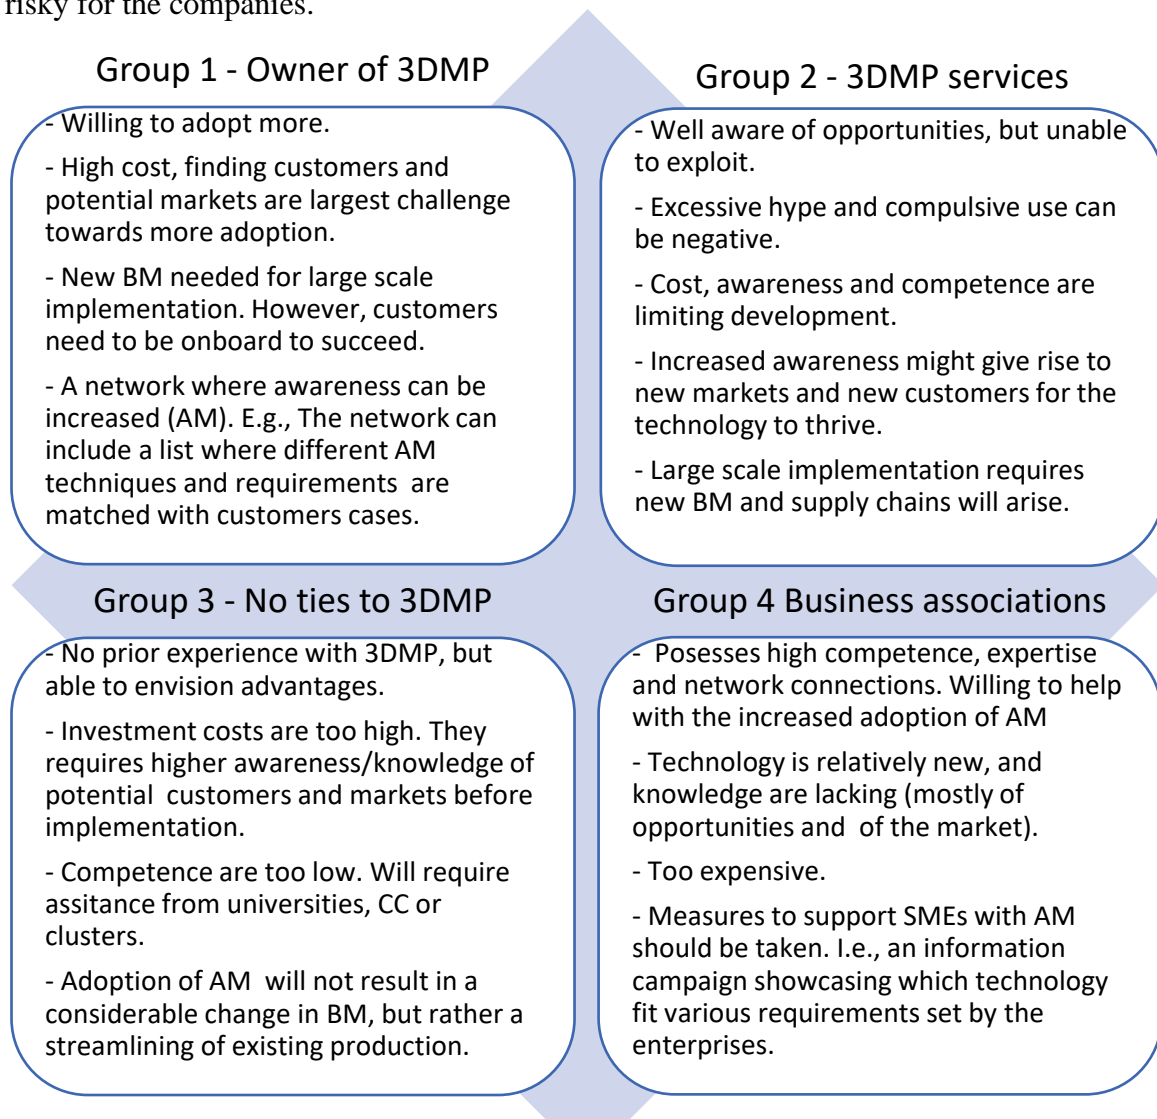 risky for the companies.
Group 1 - Owner of 3DMP
- Willing to adopt more.
- High cost, finding customers and
potential markets are largest challenge
towards more adoption.
- New BM needed for large scale
implementation. However, customers
need to be onboard to succeed.
- A network where awareness can be
increased (AM). E.g., The network can
include a list where different AM
techniques and requirements are
matched with customers cases.
Group 2 - 3DMP services
- Well aware of opportunities, but unable
to exploit.
- Excessive hype and compulsive use can
be negative.
- Cost, awareness and competence are
limiting development.
- Increased awareness might give rise to
new markets and new customers for the
technology to thrive.
- Large scale implementation requires
new BM and supply chains will arise.
Group 3 - No ties to 3DMP
- No prior experience with 3DMP, but
able to envision advantages.
- Investment costs are too high. They
requires higher awareness/knowledge of
potential customers and markets before
implementation.
- Competence are too low. Will require
assitance from universities, CC or
clusters.
- Adoption of AM will not result in a
considerable change in BM, but rather a
streamlining of existing production.
Group 4 Business associations
- Posesses high competence, expertise
and network connections. Willing to help
with the increased adoption of AM
- Technology is relatively new, and
knowledge are lacking (mostly of
opportunities and of the market).
- Too expensive.
- Measures to support SMEs with AM
should be taken. I.e., an information
campaign showcasing which technology
fit various requirements set by the
enterprises.